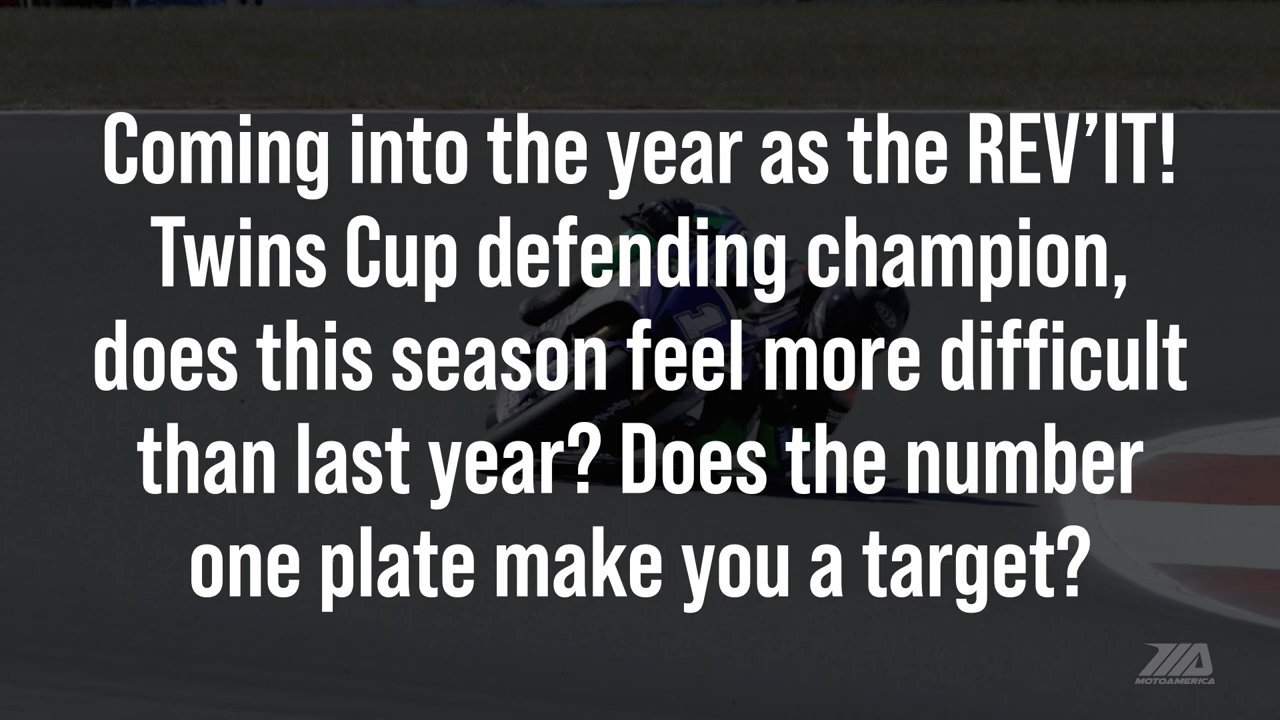 Coming into the year as the REV’IT!
Twins Cup defending champion,
does this season feel more difficult
than last year? Does the number
one plate make you a target?
1
MOTOAMERICA